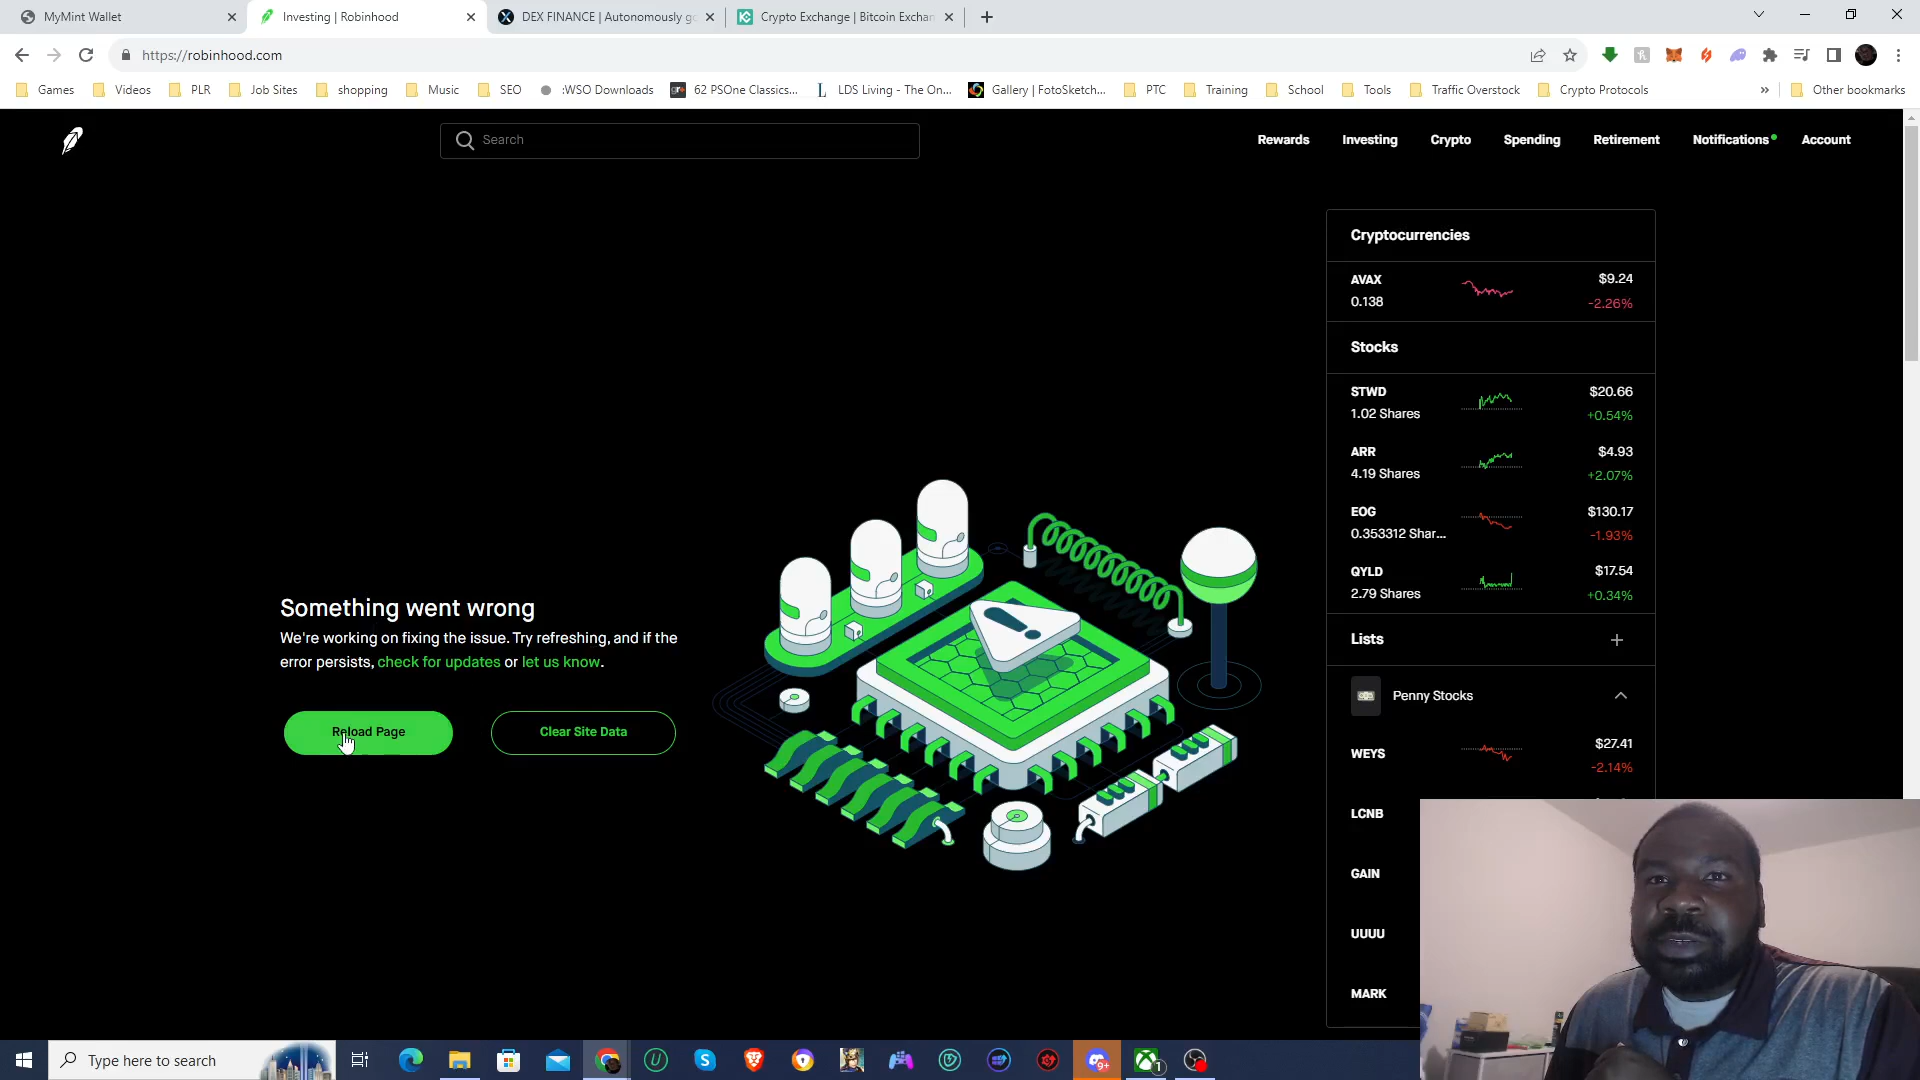 MyMint Wallet
Investing | Robinhood
DEX FINANCE | Autonomously ge
Crypto Exchange | Bitcoin Exchan
https://robinhood.com
Games
Videos
PLR
Job Sites
shopping
Music
SEO
:WSO Downloads
62 PSOne Classics...
LDS Living - The On...
Gallery | FotoSketch...
PTC
Training
School
Tools
Traffic Overstock
Crypto Protocols
»
Other bookmarks
Search
Rewards
Investing
Crypto
Spending
Retirement
Notifications
Account
Something went wrong
We're working on fixing the issue. Try refreshing, and if the
error persists, check for updates or let us know.
Reload Page
Clear Site Data
Cryptocurrencies
AVAX $9.24
0.138 -2.26%
Stocks
STWD $20.66
1.02 Shares +0.54%
ARR $4.93
4.19 Shares +2.07%
EOG $130.17
0.353312 Shar... -1.93%
QYLD $17.54
2.79 Shares +0.34%
Lists
Penny Stocks
WEYS $27.41
-2.14%
LCNB
GAIN
UUUU
MARK
Type here to search
9+
1